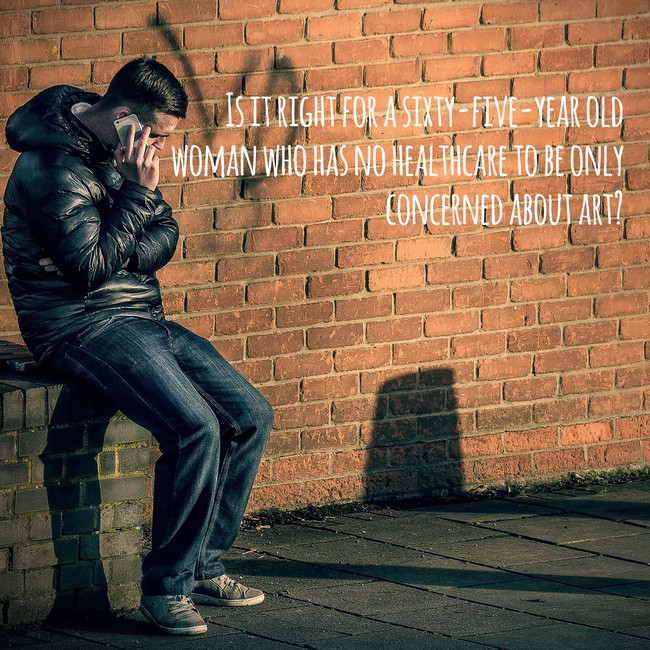 Is it right for a sixty-five-year old
woman who has no healthcare to be only
concerned about art?